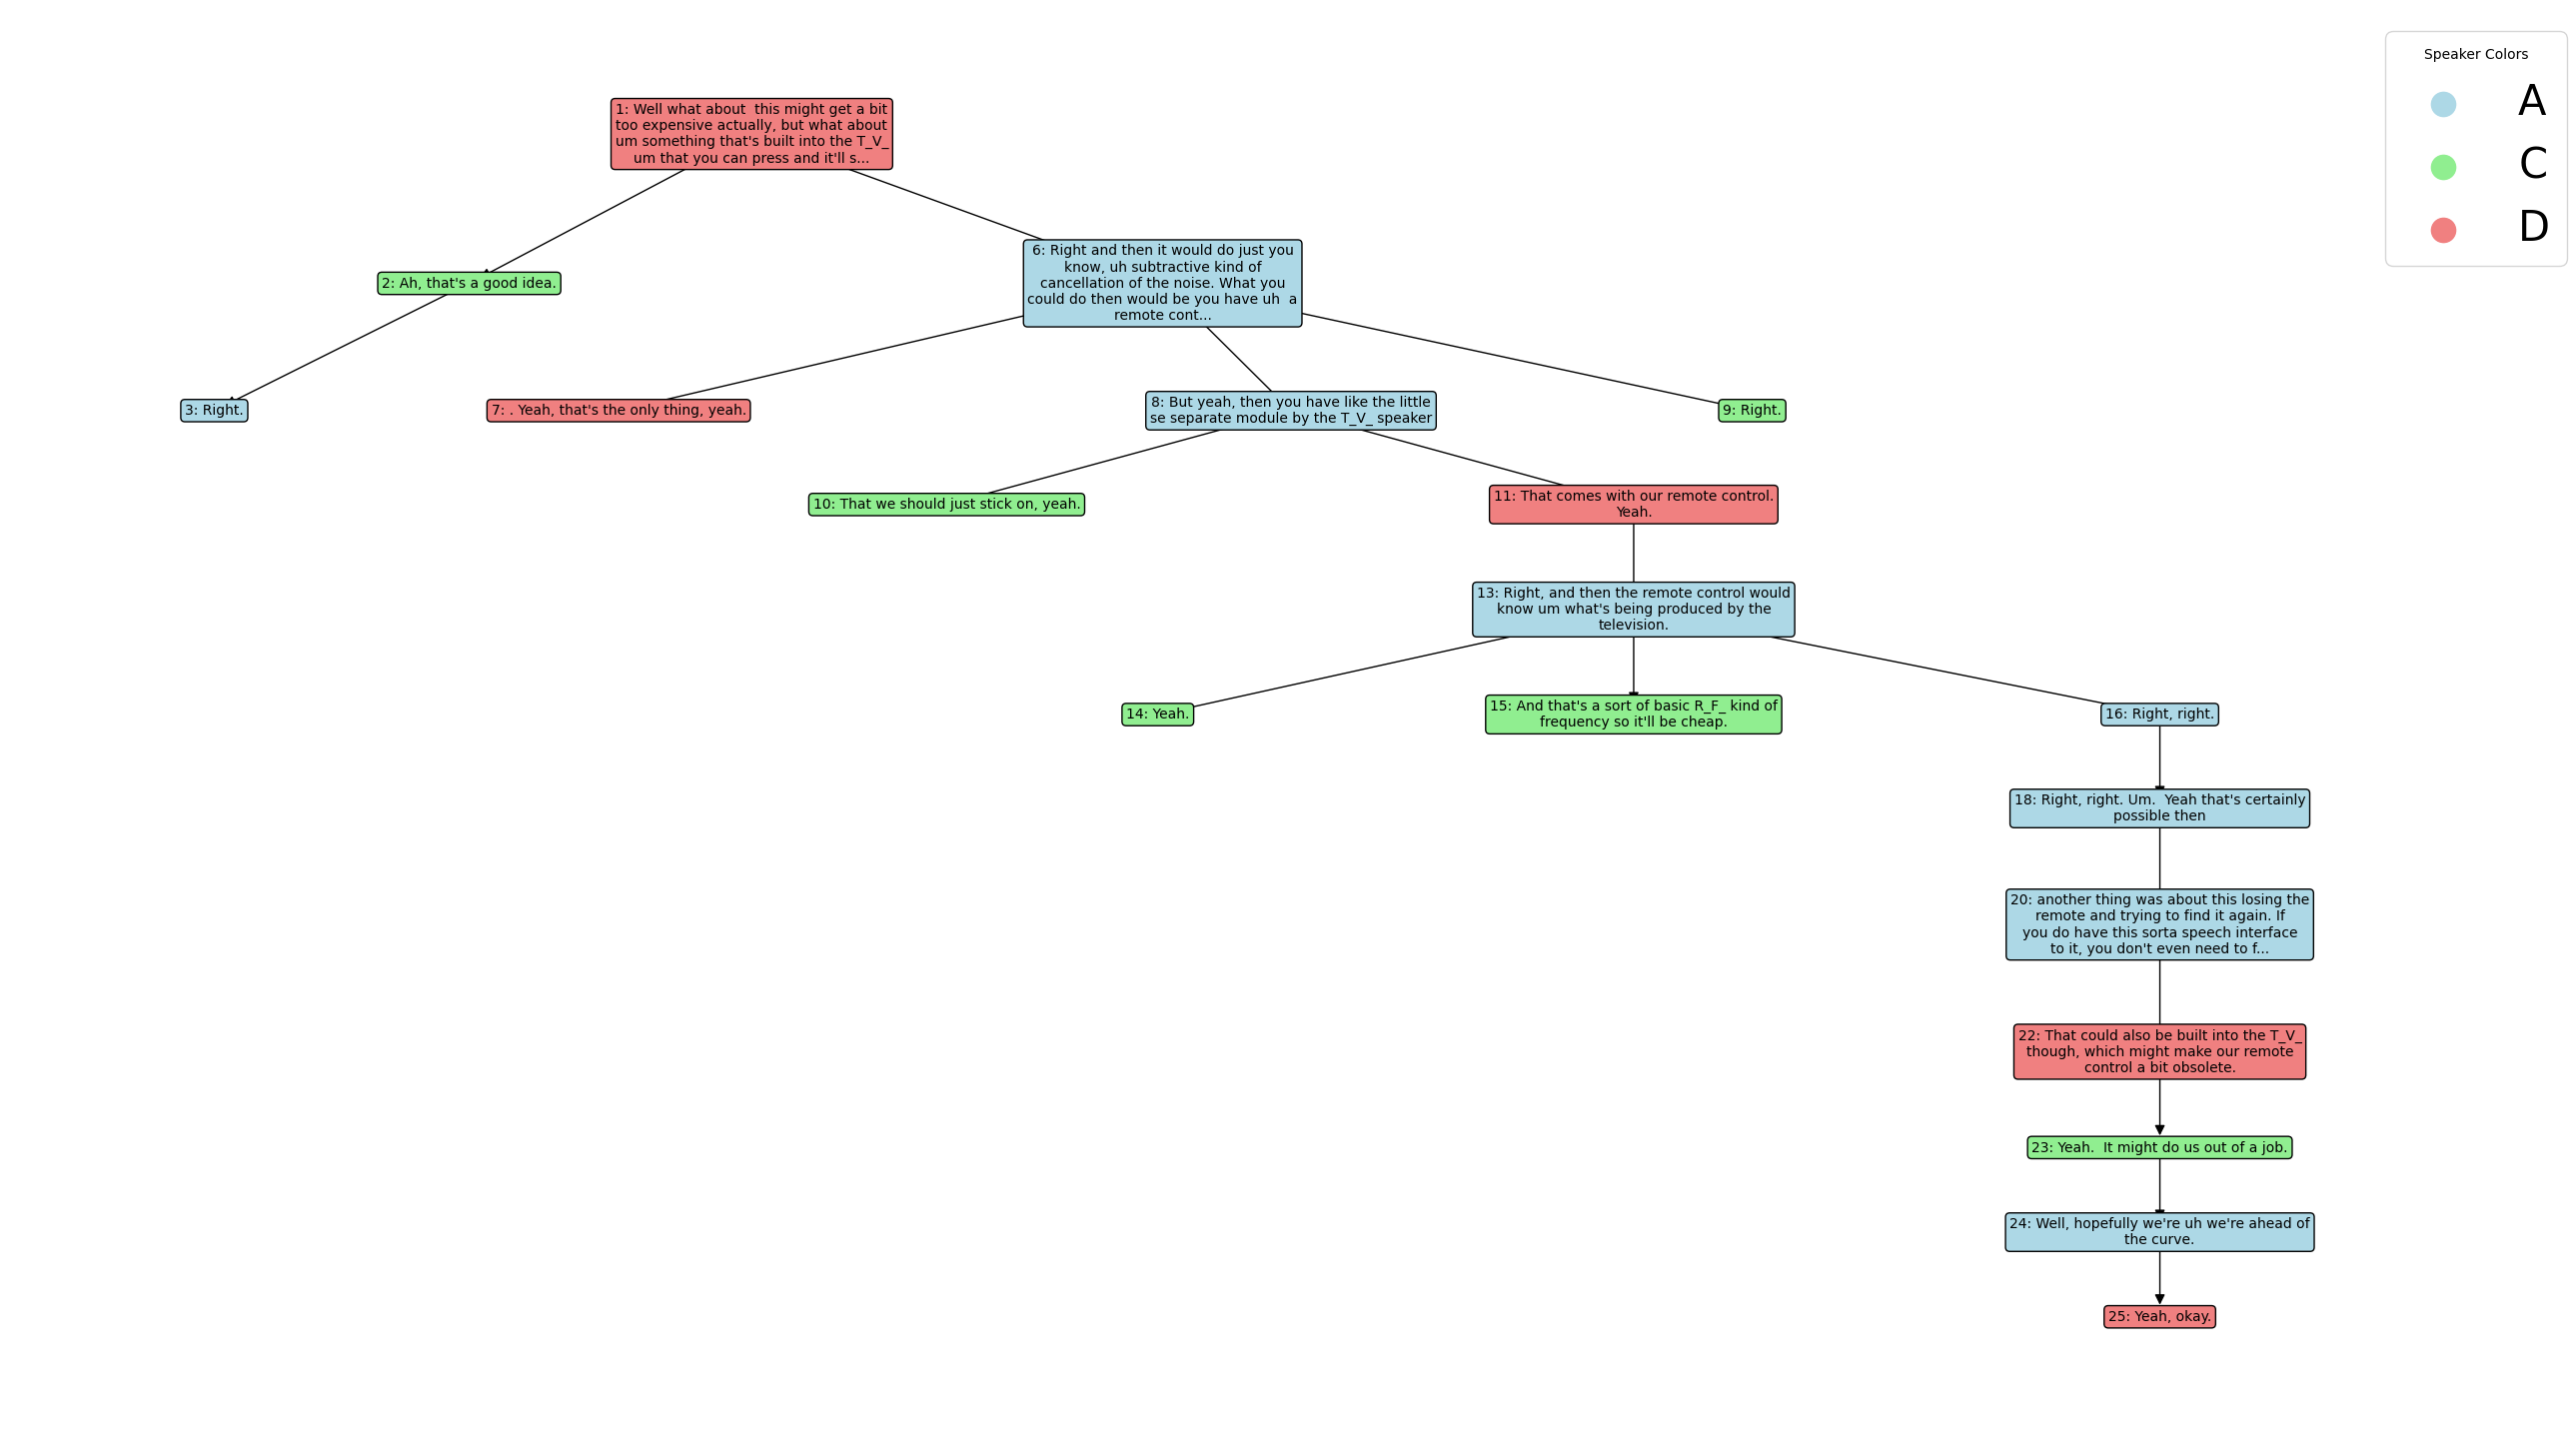 Speaker Colors
A
C
D
1: Well what about  this might get a bit
too expensive actually, but what about
um something that's built into the T_V_
um that you can press and it'll s...
2: Ah, that's a good idea.
6: Right and then it would do just you
know, uh subtractive kind of
cancellation of the noise. What you
could do then would be you have uh  a
remote cont...
3: Right.
7: . Yeah, that's the only thing, yeah.
8: But yeah, then you have like the little
se separate module by the T_V_ speaker
9: Right.
10: That we should just stick on, yeah.
11: That comes with our remote control.
Yeah.
13: Right, and then the remote control would
know um what's being produced by the
television.
14: Yeah.
15: And that's a sort of basic R_F_ kind of
frequency so it'll be cheap.
16: Right, right.
18: Right, right. Um.  Yeah that's certainly
possible then
20: another thing was about this losing the
remote and trying to find it again. If
you do have this sorta speech interface
to it, you don't even need to f...
22: That could also be built into the T_V_
though, which might make our remote
control a bit obsolete.
23: Yeah.  It might do us out of a job.
24: Well, hopefully we're uh we're ahead of
the curve.
25: Yeah, okay.